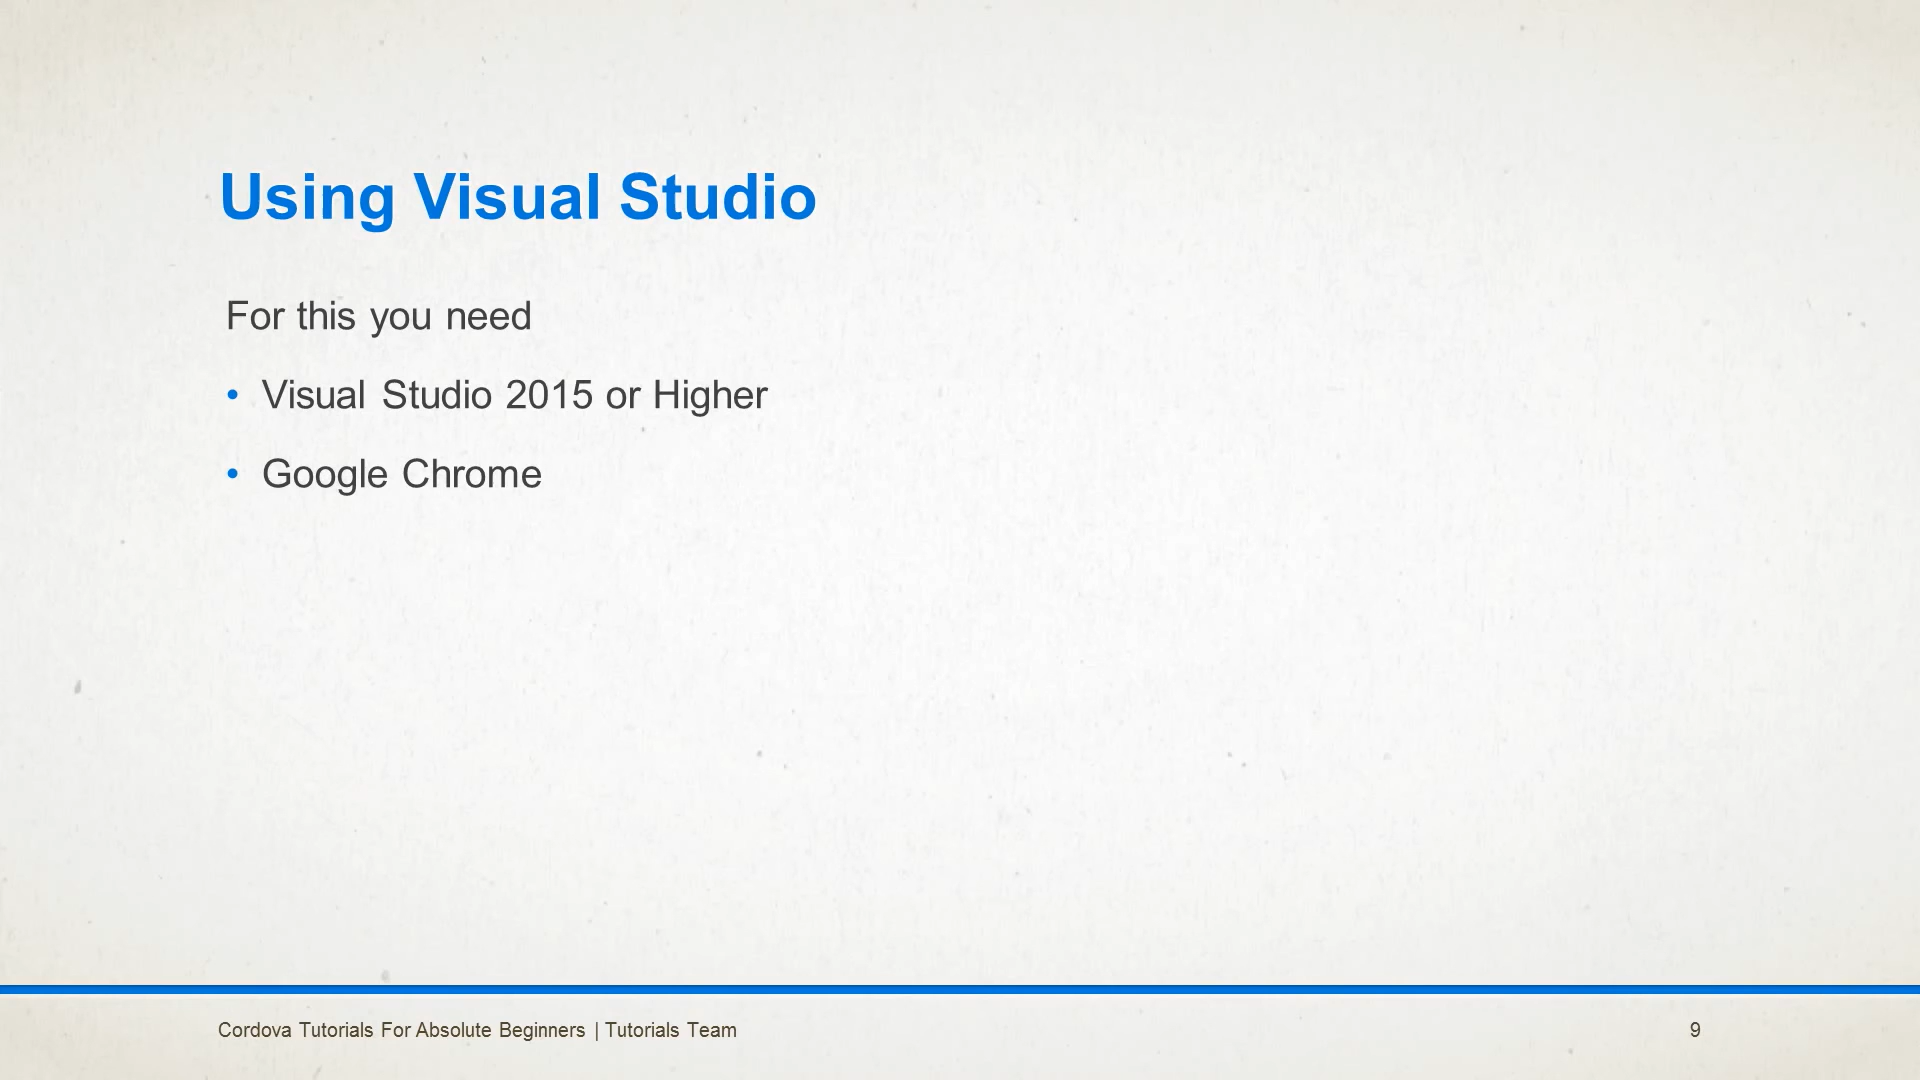 Using Visual Studio
For this you need
• Visual Studio 2015 or Higher
• Google Chrome
Cordova Tutorials For Absolute Beginners | Tutorials Team
9